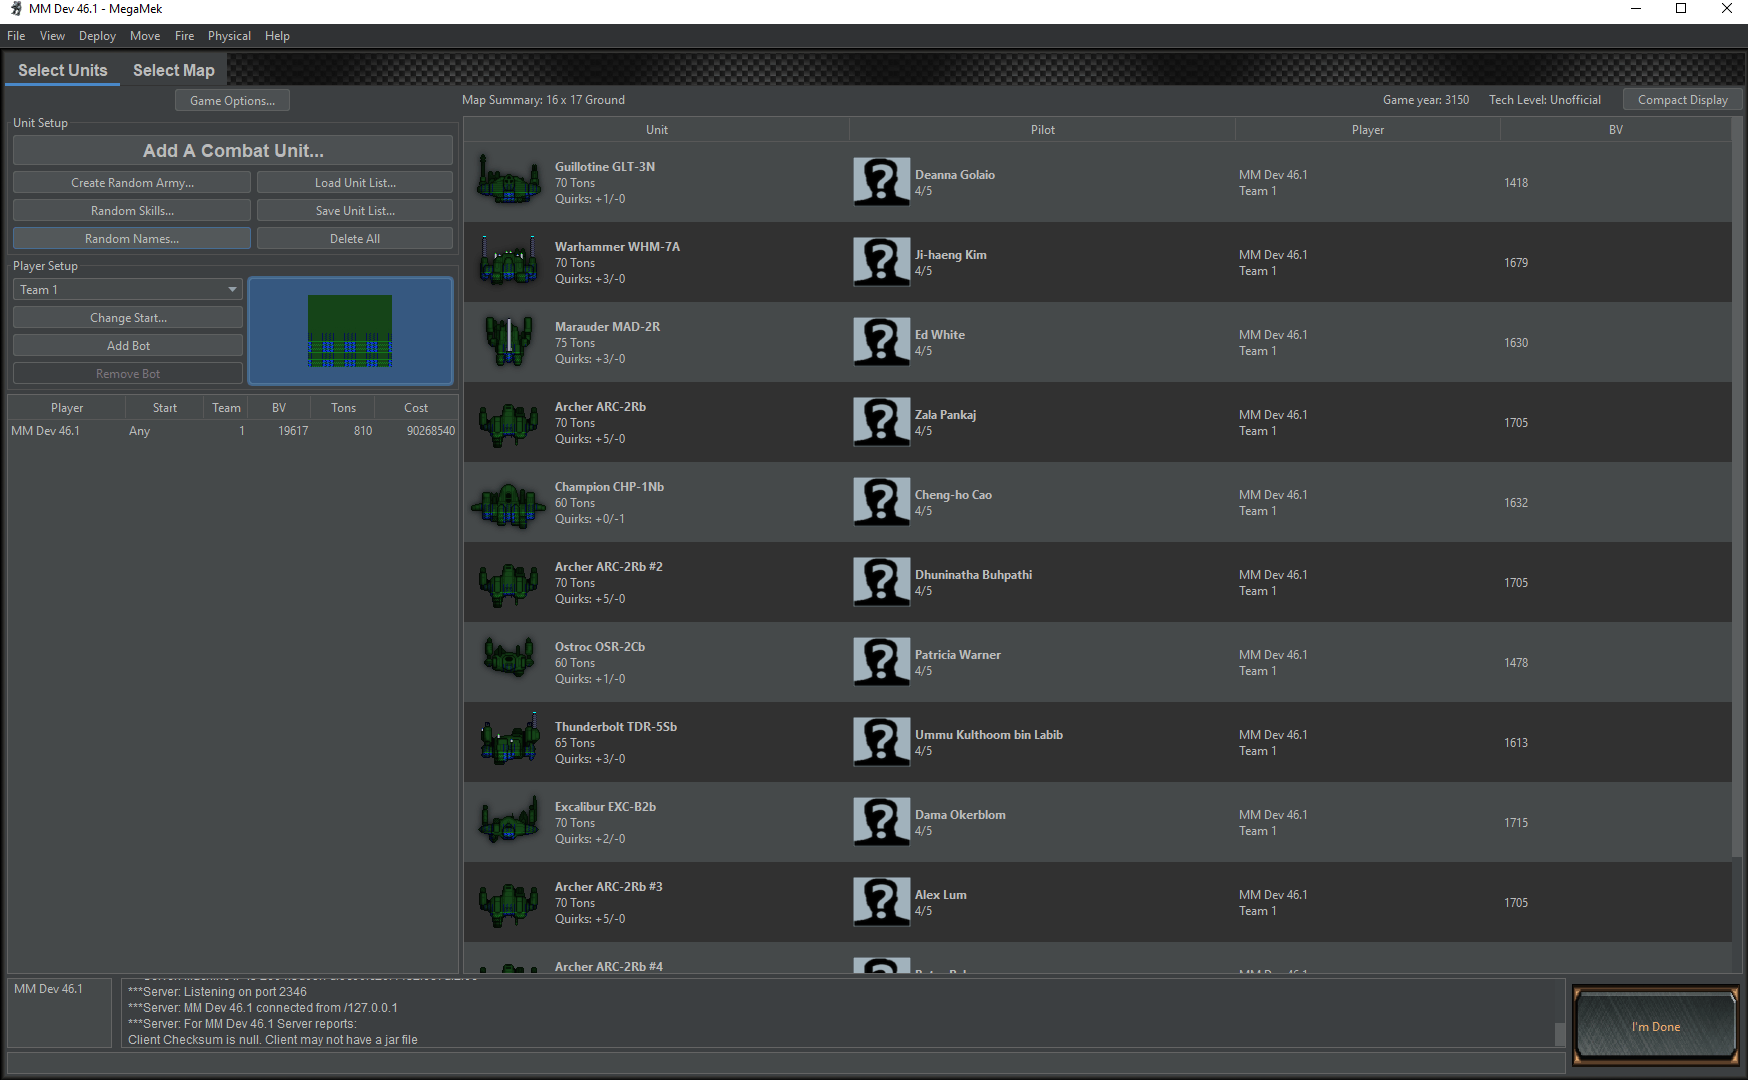 MM Dev 46.1 - MegaMek
File View Deploy Move Fire Physical Help
Select Units Select Map
Game Options... Map Summary: 16 x 17 Ground Game year: 3150 Tech Level: Unofficial Compact Display
Unit Setup
Add A Combat Unit...
Create Random Army... Load Unit List...
Random Skills... Save Unit List...
Random Names... Delete All
Player Setup
Team 1
Change Start...
Add Bot
Remove Bot
Player Start Team BV Tons Cost
MM Dev 46.1 Any 1 19617 810 90268540
Unit Pilot Player BV
Guillotine GLT-3N
70 Tons
Quirks: +1/-0
Deanna Golaio
4/5
MM Dev 46.1
Team 1
1418
Warhammer WHM-7A
70 Tons
Quirks: +3/-0
Ji-haeng Kim
4/5
MM Dev 46.1
Team 1
1679
Marauder MAD-2R
75 Tons
Quirks: +3/-0
Ed White
4/5
MM Dev 46.1
Team 1
1630
Archer ARC-2Rb
70 Tons
Quirks: +5/-0
Zala Pankaj
4/5
MM Dev 46.1
Team 1
1705
Champion CHP-1Nb
60 Tons
Quirks: +0/-1
Cheng-ho Cao
4/5
MM Dev 46.1
Team 1
1632
Archer ARC-2Rb #2
70 Tons
Quirks: +5/-0
Dhuninatha Buhpathi
4/5
MM Dev 46.1
Team 1
1705
Ostroc OSR-2Cb
60 Tons
Quirks: +1/-0
Patricia Warner
4/5
MM Dev 46.1
Team 1
1478
Thunderbolt TDR-5Sb
65 Tons
Quirks: +3/-0
Ummu Kulthoom bin Labib
4/5
MM Dev 46.1
Team 1
1613
Excalibur EXC-B2b
70 Tons
Quirks: +2/-0
Dama Okerblom
4/5
MM Dev 46.1
Team 1
1715
Archer ARC-2Rb #3
70 Tons
Quirks: +5/-0
Alex Lum
4/5
MM Dev 46.1
Team 1
1705
Archer ARC-2Rb #4
MM Dev 46.1
***Server: Listening on port 2346
***Server: MM Dev 46.1 connected from /127.0.0.1
***Server: For MM Dev 46.1 Server reports:
Client Checksum is null. Client may not have a jar file
I'm Done